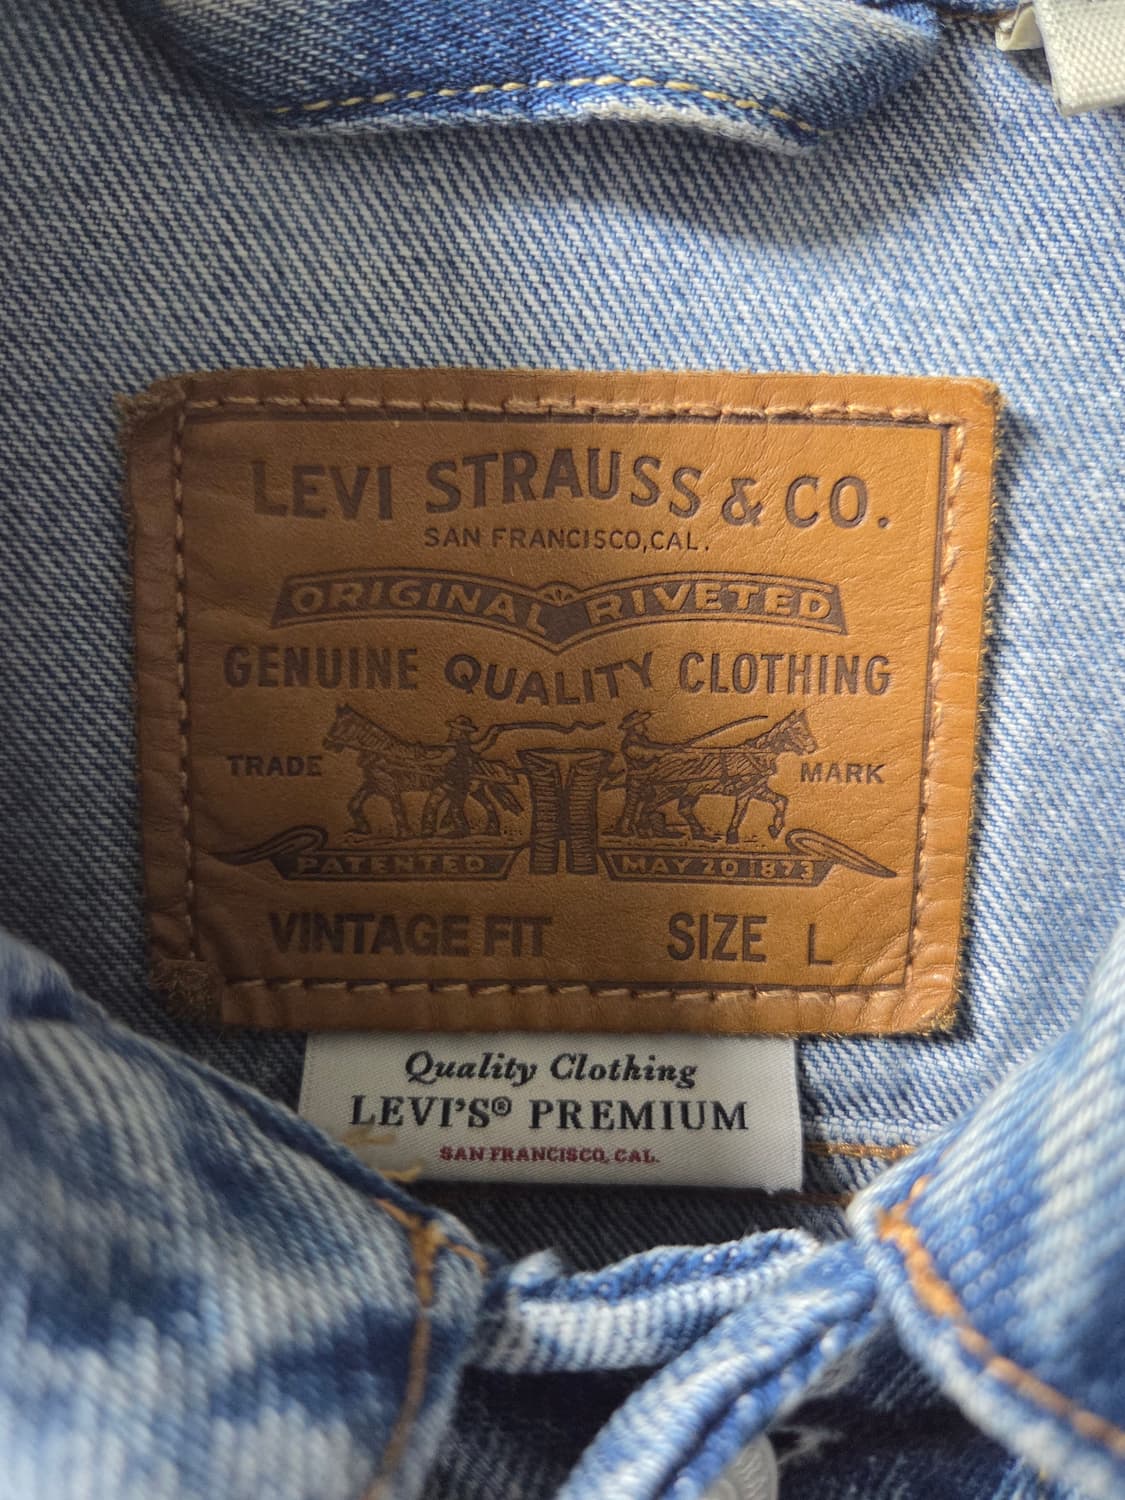 LEVI STRAUSS & CO.
SAN FRANCISCO, CAL.
ORIGINAL RIVETED
GENUINE QUALITY CLOTHING
TRADE MARK
PATENTED MAY 20 1873
VINTAGE FIT SIZE L
Quality Clothing
LEVI'S® PREMIUM
SAN FRANCISCO, CAL.